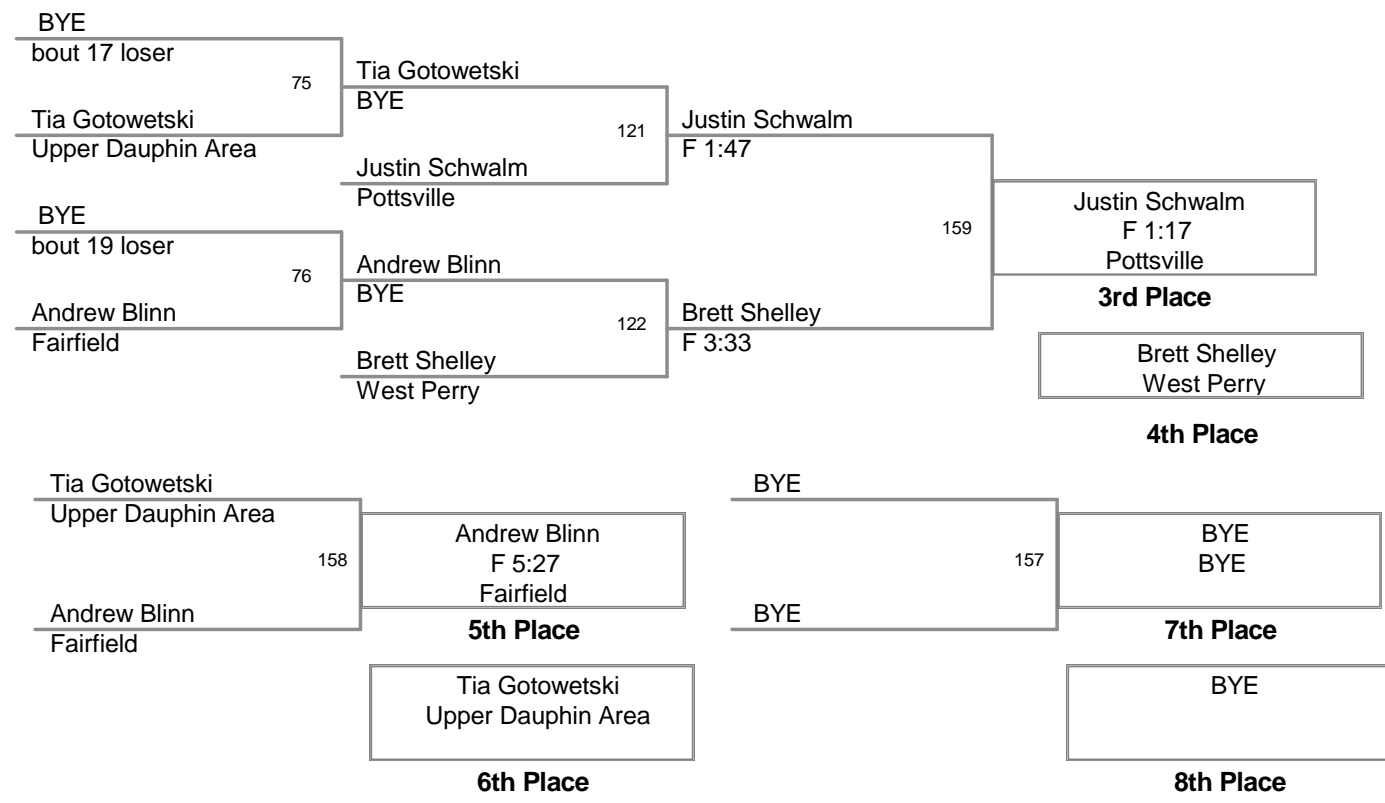 BYE
bout 17 loser
75
Tia Gotowetski
Upper Dauphin Area
Tia Gotowetski
BYE
121
Justin Schwalm
Pottsville
Justin Schwalm
F 1:47
BYE
bout 19 loser
76
Andrew Blinn
Fairfield
Andrew Blinn
BYE
122
Brett Shelley
West Perry
Brett Shelley
F 3:33
159
Justin Schwalm
F 1:17
Pottsville
3rd Place
Brett Shelley
West Perry
4th Place
Tia Gotowetski
Upper Dauphin Area
158
Andrew Blinn
Fairfield
Andrew Blinn
F 5:27
Fairfield
5th Place
Tia Gotowetski
Upper Dauphin Area
6th Place
BYE
157
BYE
BYE
BYE
7th Place
BYE
8th Place